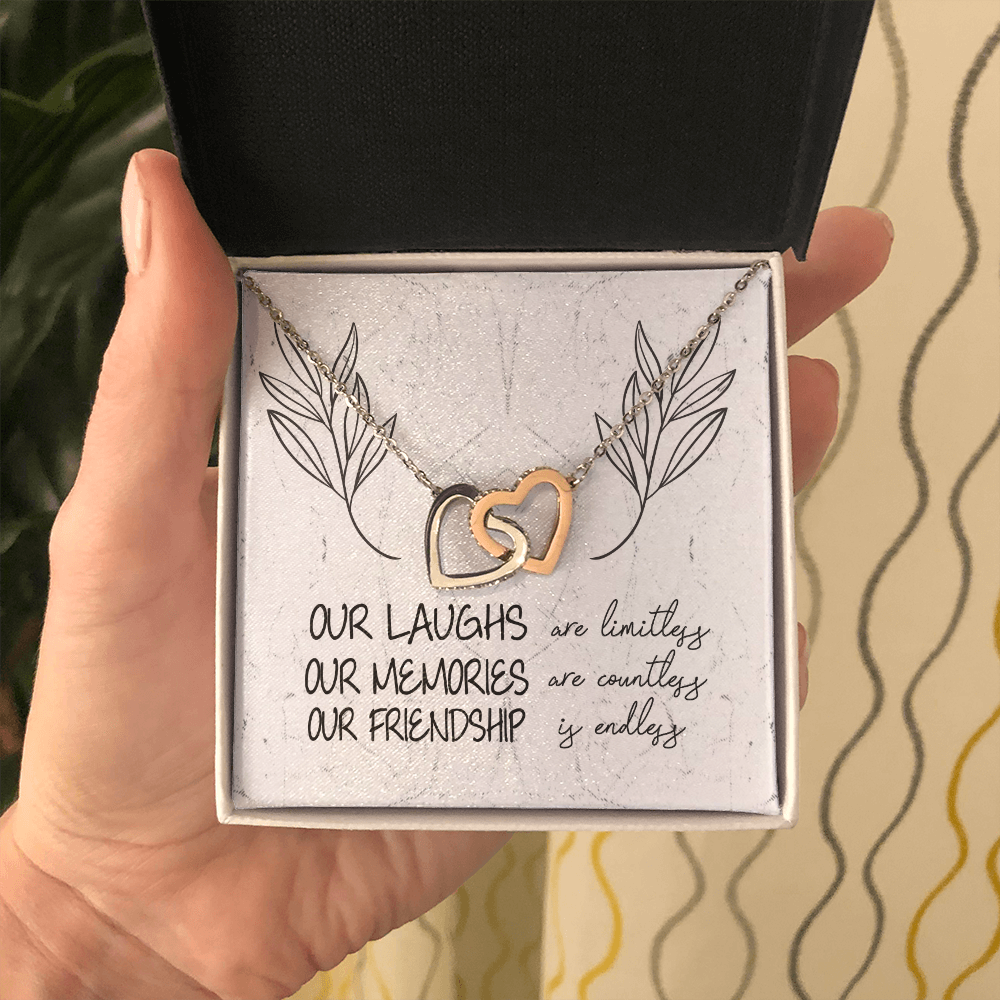 OUR LAUGHS are limitless
OUR MEMORIES are countless
OUR FRIENDSHIP is endless